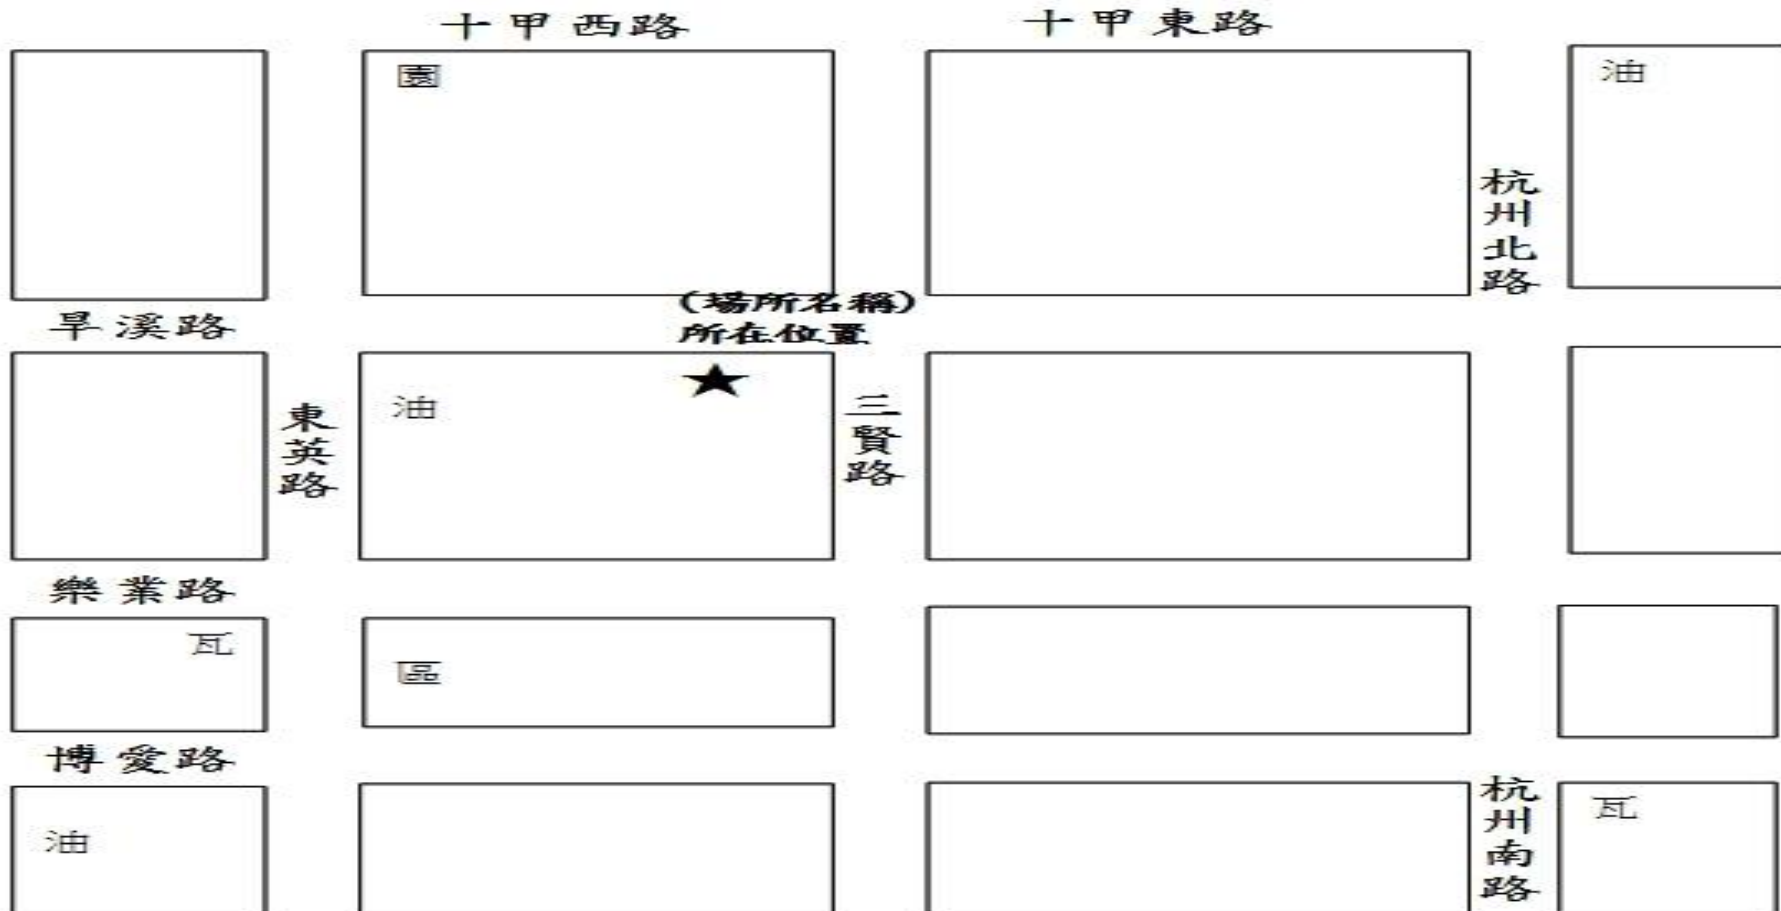 十甲西路
十甲東路
園
油
杭州北路
(場所名稱)
所在位置
旱溪路
油
東英路
三賢路
樂業路
瓦
區
博愛路
油
杭州南路
瓦